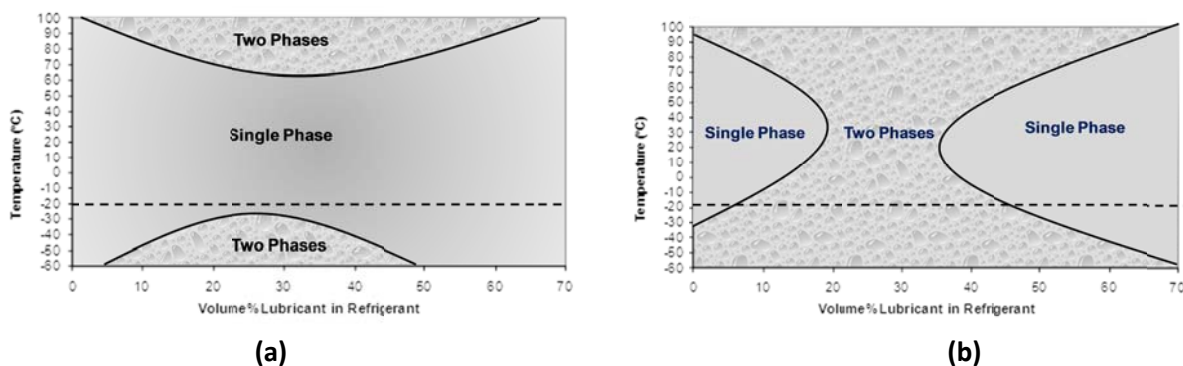 100
90
80
70
60
50
40
30
20
10
0
-10
-20
-30
-40
-50
-60
Temperature (°C)
Two Phases
Single Phase
Two Phases
0 10 20 30 40 50 60 70
Volume% Lubricant in Refrigerant
(a)
100
90
80
70
60
50
40
30
20
10
0
-10
-20
-30
-40
-50
-60
Temperature (°C)
Single Phase
Two Phases
Single Phase
0 10 20 30 40 50 60 70
Volume% Lubricant in Refrigerant
(b)